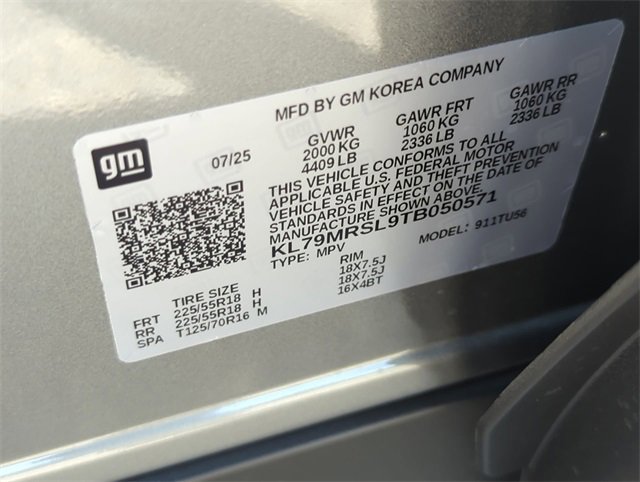 MFD BY GM KOREA COMPANY
gm
07/25
GVWR
2000 KG
4409 LB
GAWR FRT
1060 KG
2336 LB
GAWR RR
1060 KG
2336 LB
THIS VEHICLE CONFORMS TO ALL
APPLICABLE U.S. FEDERAL MOTOR
VEHICLE SAFETY AND THEFT PREVENTION
STANDARDS IN EFFECT ON THE DATE OF
MANUFACTURE SHOWN ABOVE.
KL79MRSL9TB050571
TYPE: MPV
MODEL: 911TU56
TIRE SIZE
RIM
FRT 225/55R18 H 18X7.5J
RR 225/55R18 H 18X7.5J
SPA T125/70R16 M 16X4BT